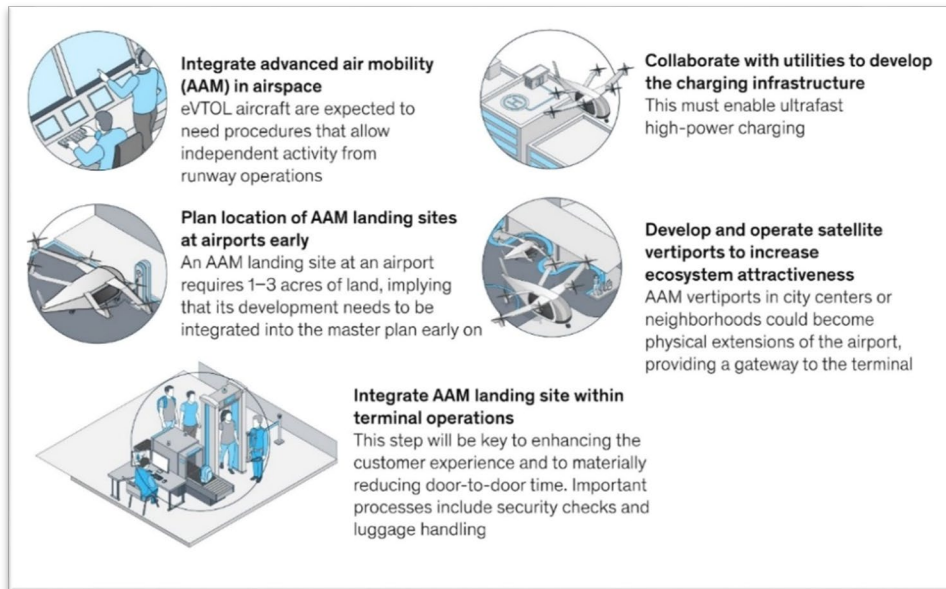 Integrate advanced air mobility
(AAM) in airspace
eVTOL aircraft are expected to
need procedures that allow
independent activity from
runway operations
Collaborate with utilities to develop
the charging infrastructure
This must enable ultrafast
high-power charging
Plan location of AAM landing sites
at airports early
An AAM landing site at an airport
requires 1–3 acres of land, implying
that its development needs to be
integrated into the master plan early on
Develop and operate satellite
vertiports to increase
ecosystem attractiveness
AAM vertiports in city centers or
neighborhoods could become
physical extensions of the airport,
providing a gateway to the terminal
Integrate AAM landing site within
terminal operations
This step will be key to enhancing the
customer experience and to materially
reducing door-to-door time. Important
processes include security checks and
luggage handling